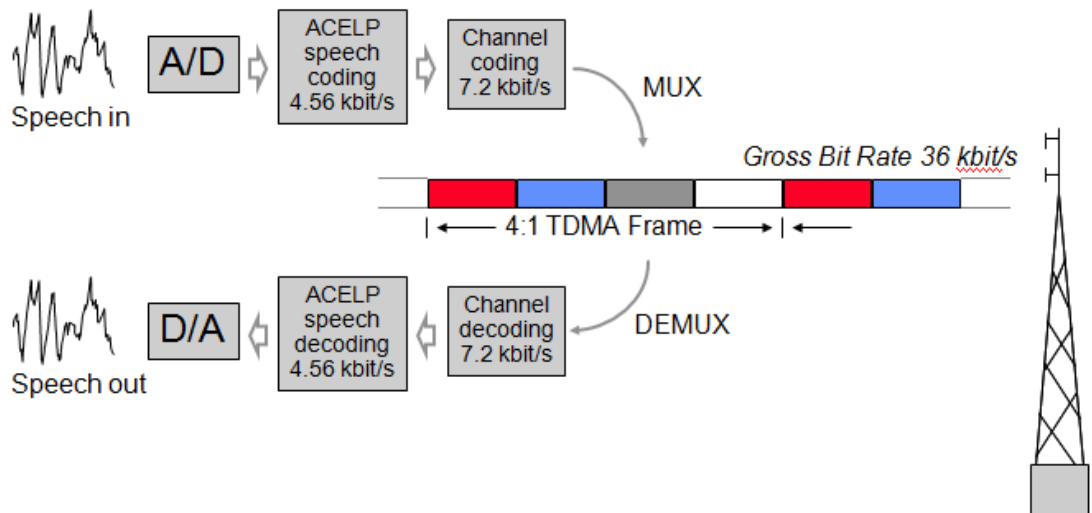 A/D
ACELP
speech
coding
4.56 kbit/s
Channel
coding
7.2 kbit/s
MUX
Speech in
Gross Bit Rate 36 kbit/s
4:1 TDMA Frame
D/A
ACELP
speech
decoding
4.56 kbit/s
Channel
decoding
7.2 kbit/s
DEMUX
Speech out